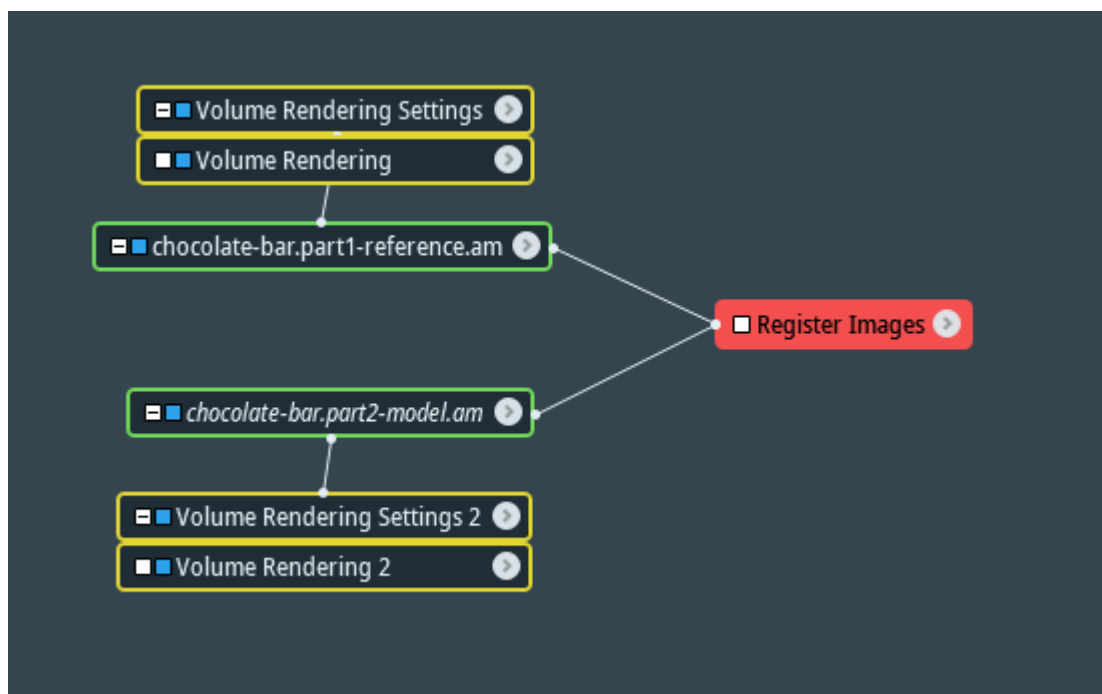 Volume Rendering Settings
Volume Rendering
chocolate-bar.part1-reference.am
Register Images
chocolate-bar.part2-model.am
Volume Rendering Settings 2
Volume Rendering 2